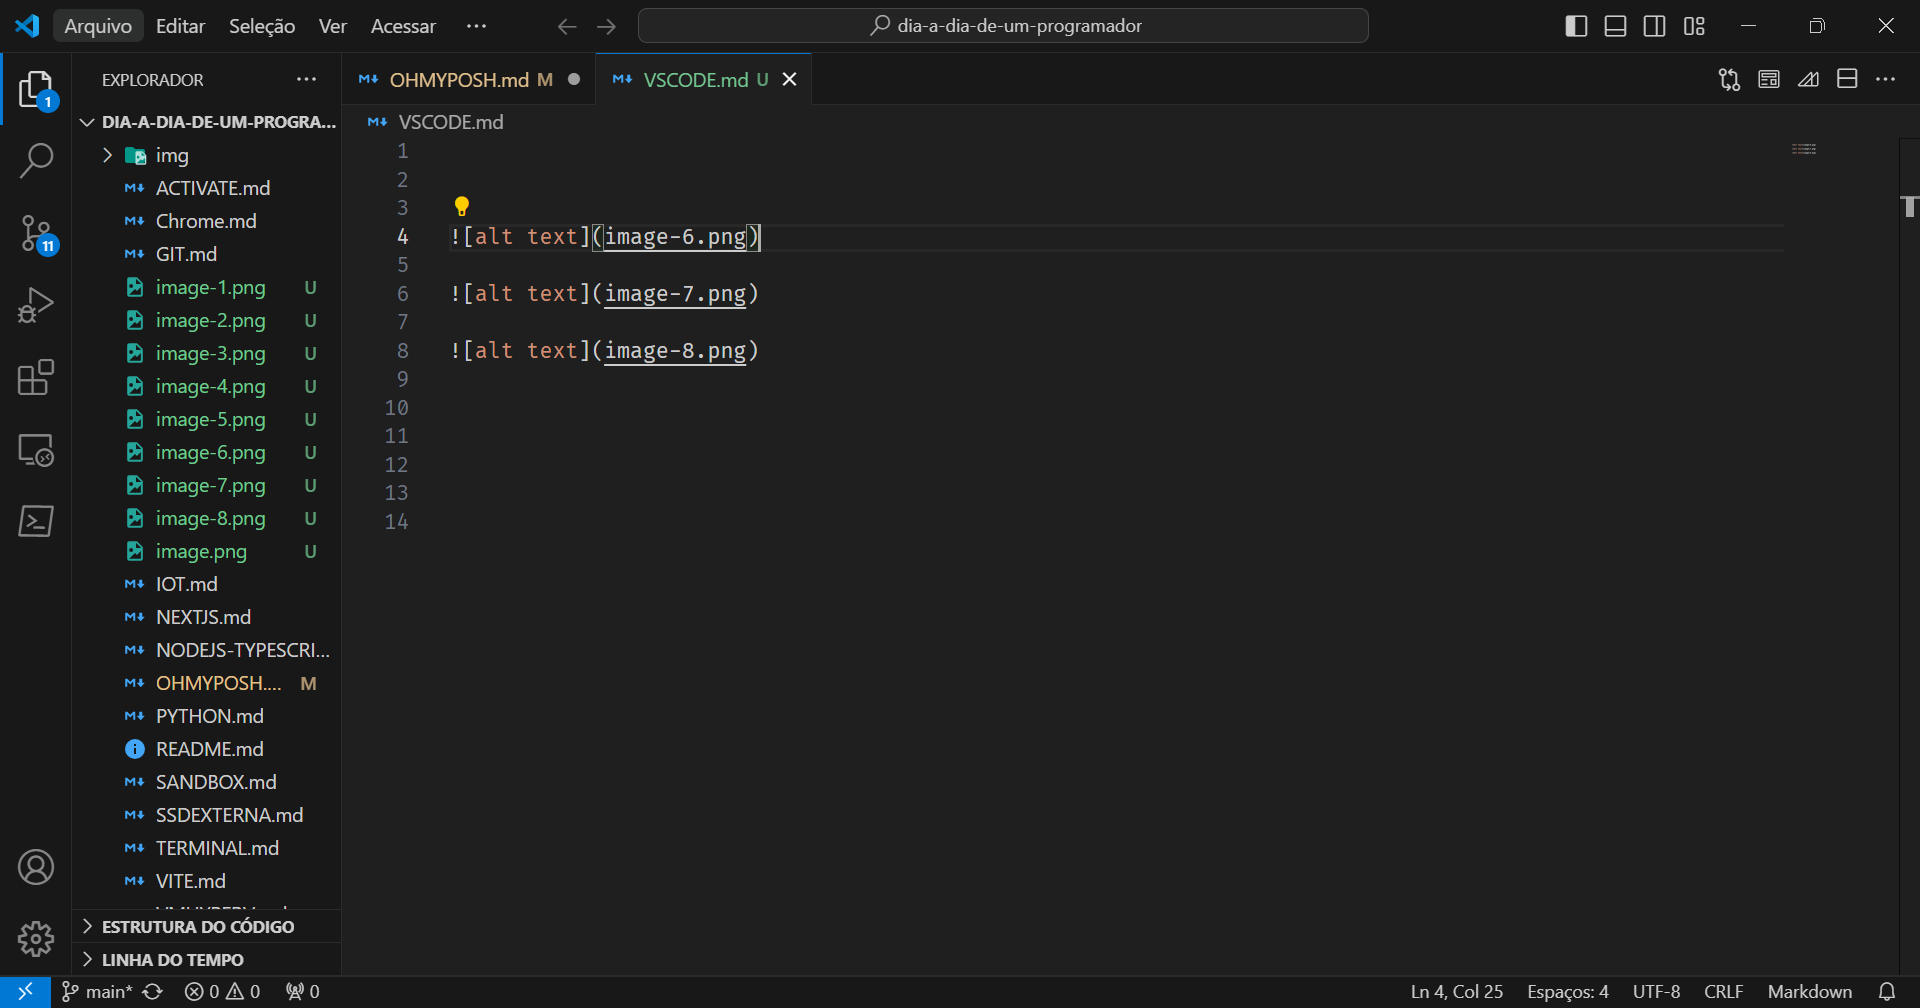 Arquivo Editar Seleção Ver Acessar ··· dia-a-dia-de-um-programador
EXPLORADOR ···
OHMYPOSH.md M
VSCODE.md U
DIA-A-DIA-DE-UM-PROGRA...
img
ACTIVATE.md
Chrome.md
GIT.md
image-1.png U
image-2.png U
image-3.png U
image-4.png U
image-5.png U
image-6.png U
image-7.png U
image-8.png U
image.png U
IOT.md
NEXTJS.md
NODEJS-TYPESCRI...
OHMYPOSH.... M
PYTHON.md
README.md
SANDBOX.md
SSDEXTERNA.md
TERMINAL.md
VITE.md
ESTRUTURA DO CÓDIGO
LINHA DO TEMPO
1
11
VSCODE.md
1
2
3
4 ![alt text](image-6.png)
5
6 ![alt text](image-7.png)
7
8 ![alt text](image-8.png)
9
10
11
12
13
14
main* 0 0 0 Ln 4, Col 25 Espaços: 4 UTF-8 CRLF Markdown